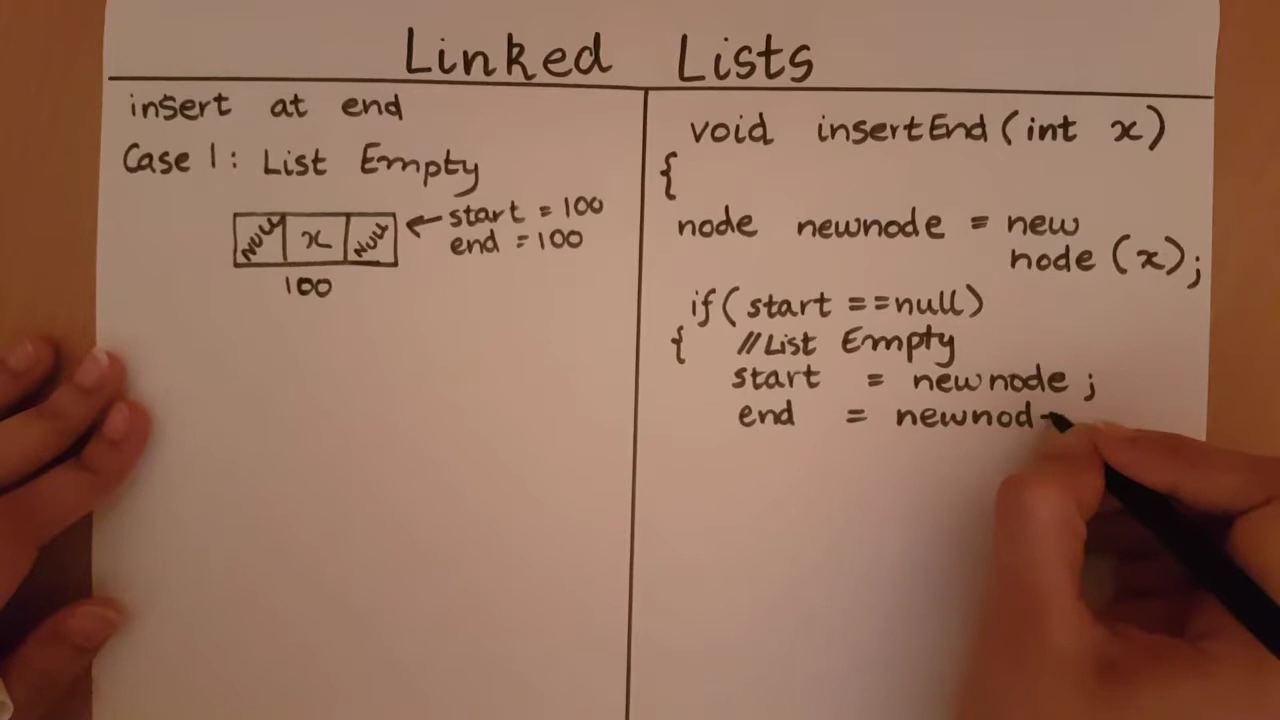 Linked Lists
insert at end
Case 1: List Empty
NULL x NULL
← start = 100
end = 100
100
void insertEnd (int x)
{
node newnode = new
node (x);
if (start ==null)
{ //List Empty
start = newnode ;
end = newnod